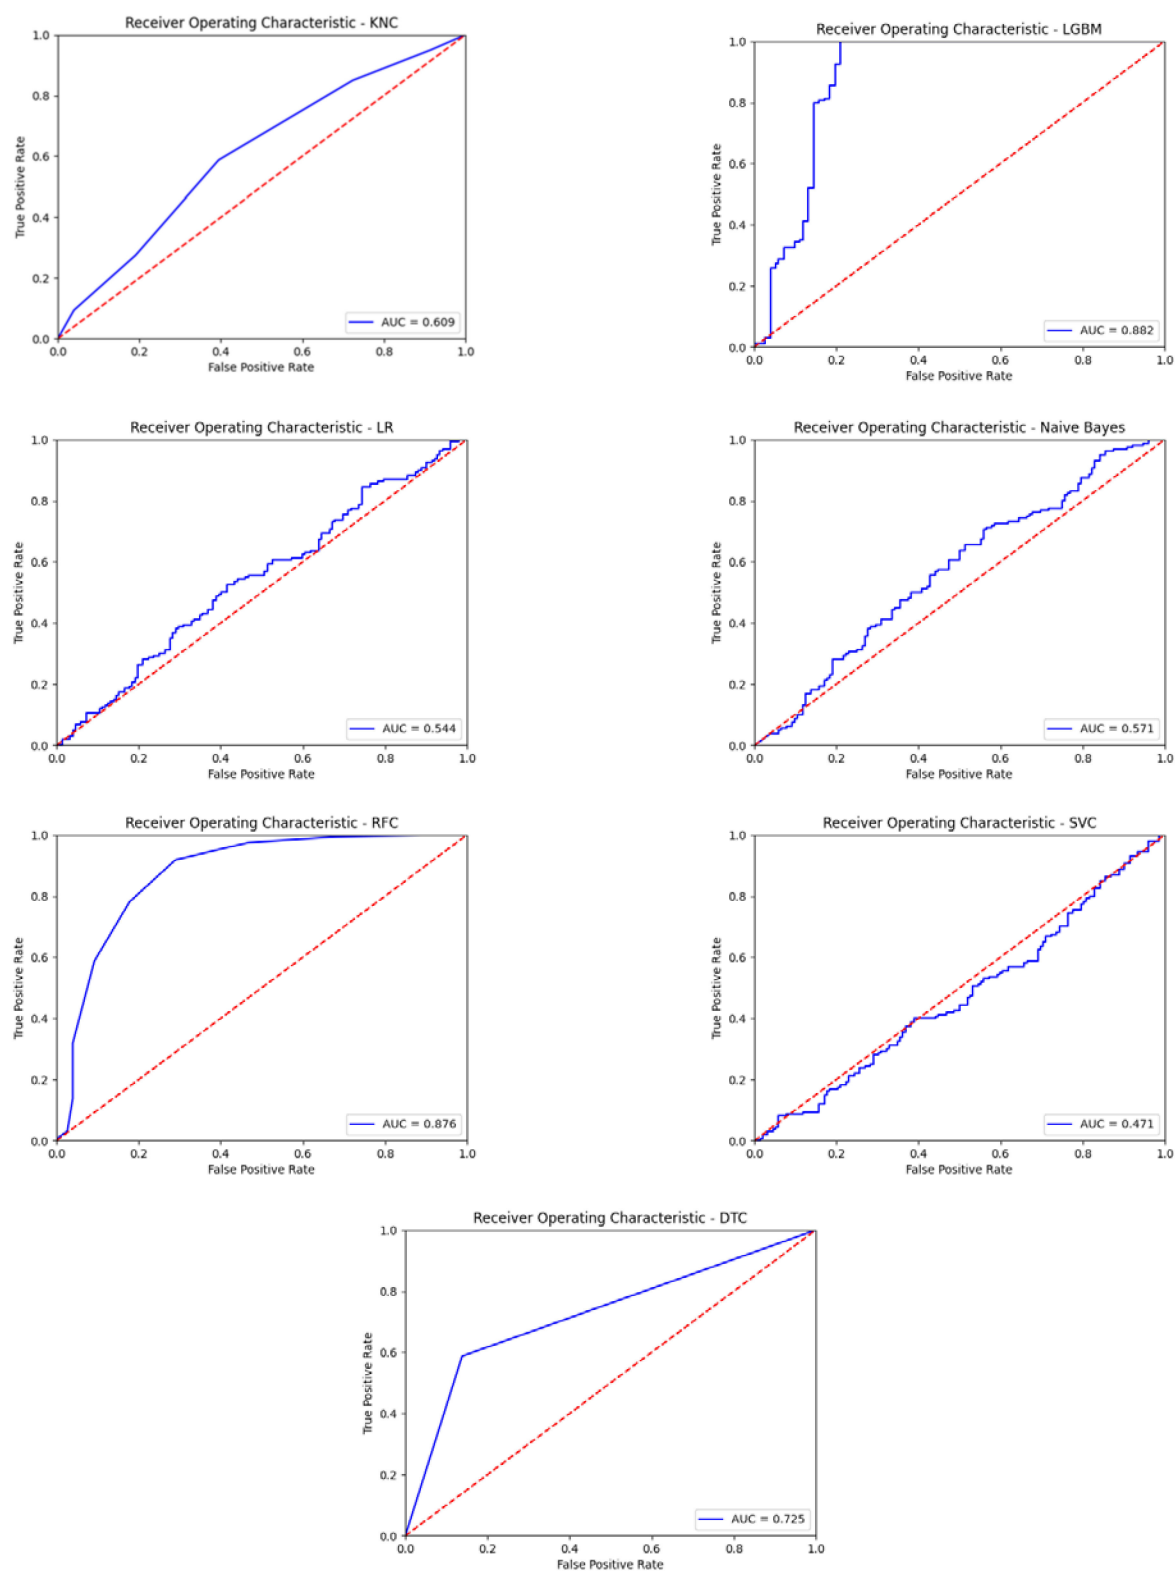 Receiver Operating Characteristic - KNC
1.0
0.8
0.6
0.4
0.2
0.0
True Positive Rate
AUC = 0.609
0.0 0.2 0.4 0.6 0.8 1.0
False Positive Rate
Receiver Operating Characteristic - LGBM
1.0
0.8
0.6
0.4
0.2
0.0
True Positive Rate
AUC = 0.882
0.0 0.2 0.4 0.6 0.8 1.0
False Positive Rate
Receiver Operating Characteristic - LR
1.0
0.8
0.6
0.4
0.2
0.0
True Positive Rate
AUC = 0.544
0.0 0.2 0.4 0.6 0.8 1.0
False Positive Rate
Receiver Operating Characteristic - Naive Bayes
1.0
0.8
0.6
0.4
0.2
0.0
True Positive Rate
AUC = 0.571
0.0 0.2 0.4 0.6 0.8 1.0
False Positive Rate
Receiver Operating Characteristic - RFC
1.0
0.8
0.6
0.4
0.2
0.0
True Positive Rate
AUC = 0.876
0.0 0.2 0.4 0.6 0.8 1.0
False Positive Rate
Receiver Operating Characteristic - SVC
1.0
0.8
0.6
0.4
0.2
0.0
True Positive Rate
AUC = 0.471
0.0 0.2 0.4 0.6 0.8 1.0
False Positive Rate
Receiver Operating Characteristic - DTC
1.0
0.8
0.6
0.4
0.2
0.0
True Positive Rate
AUC = 0.725
0.0 0.2 0.4 0.6 0.8 1.0
False Positive Rate